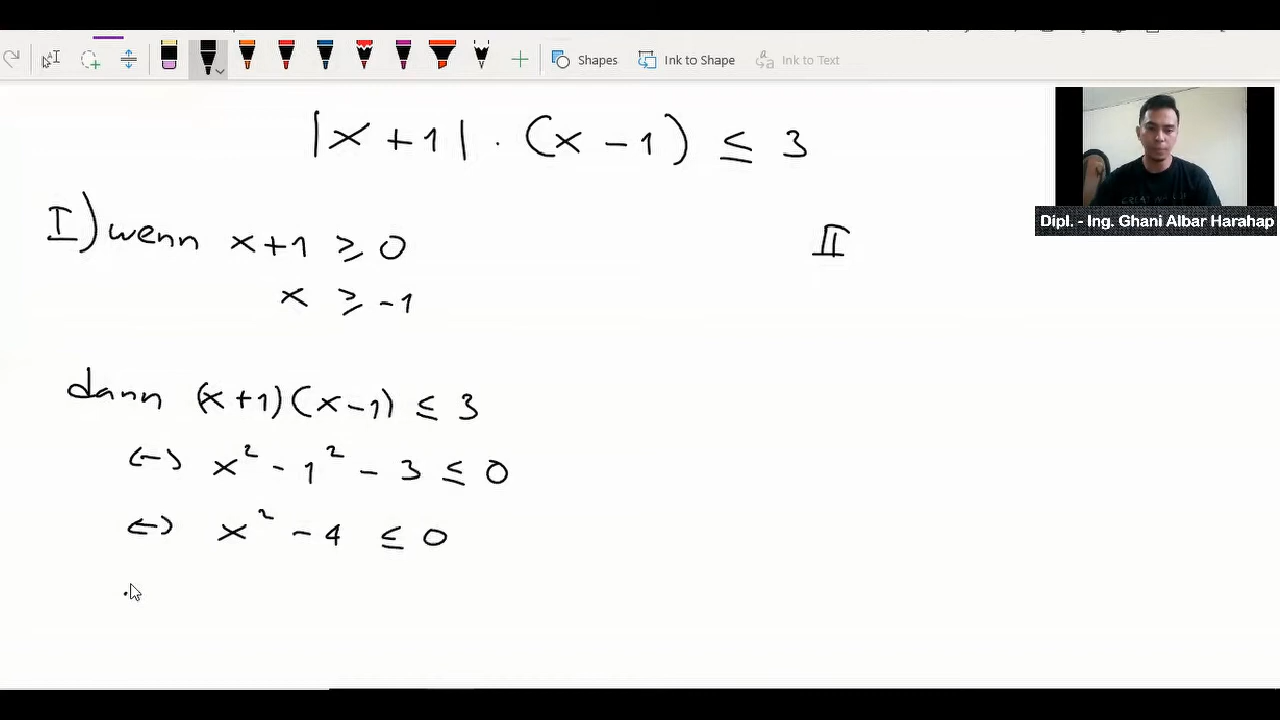 Shapes Ink to Shape Ink to Text
|x+1| · (x-1) ≤ 3
Dipl. - Ing. Ghani Albar Harahap
I) wenn x+1 ≥ 0
II
x ≥ -1
dann (x+1)(x-1) ≤ 3
<-> x² - 1² - 3 ≤ 0
<-> x² - 4 ≤ 0